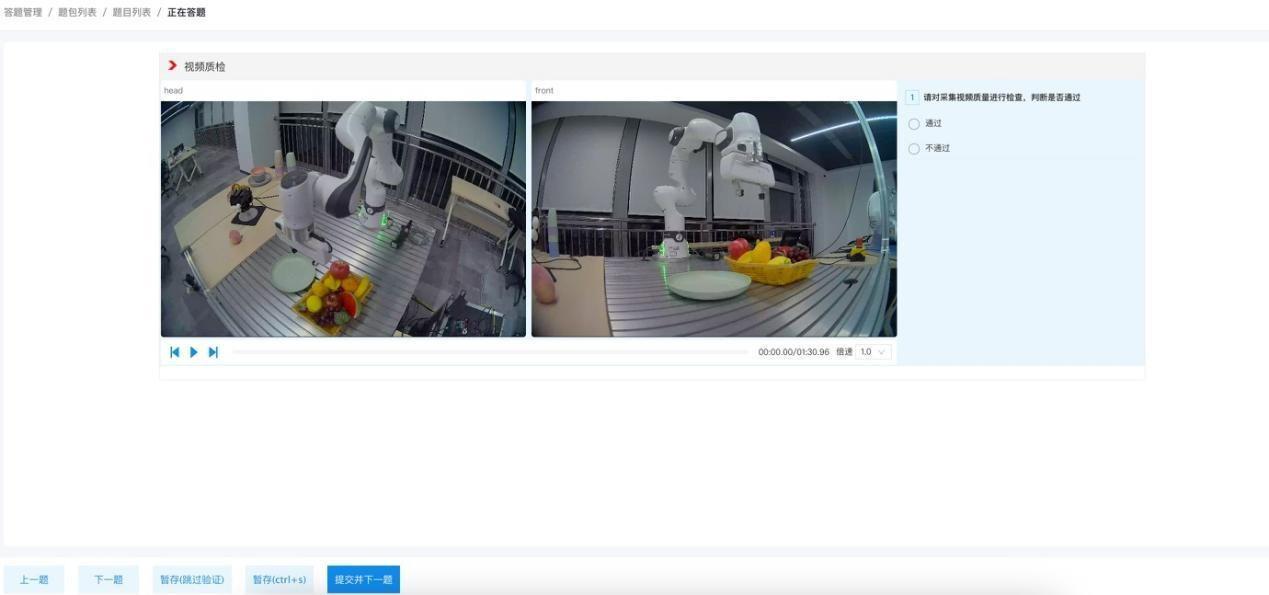 答题管理 / 题包列表 / 题目列表 / 正在答题
视频质检
head
front
1 请对采集视频质量进行检查，判断是否通过
通过
不通过
00:00.00/01:30.96 倍速 1.0
上一题 下一题 暂存(跳过验证) 暂存(ctrl+s) 提交并下一题